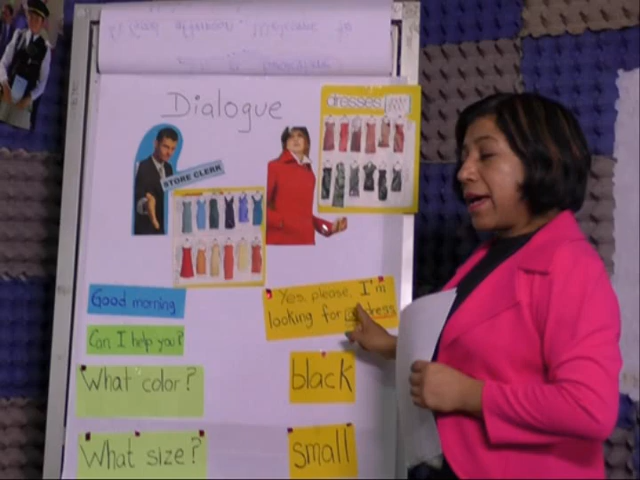 Dialogue
dresses
STORE CLERK
Good morning
Can I help you?
What color?
What size?
Yes, please, I'm
looking for a dress
black
small